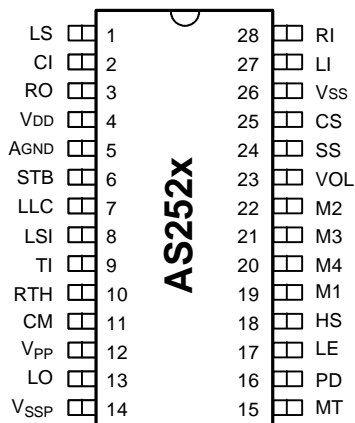 LS 1 28 RI
CI 2 27 LI
RO 3 26 VSS
VDD 4 25 CS
AGND 5 24 SS
STB 6 23 VOL
LLC 7 22 M2
LSI 8 21 M3
TI 9 20 M4
RTH 10 19 M1
CM 11 18 HS
VPP 12 17 LE
LO 13 16 PD
VSSP 14 15 MT
AS252x